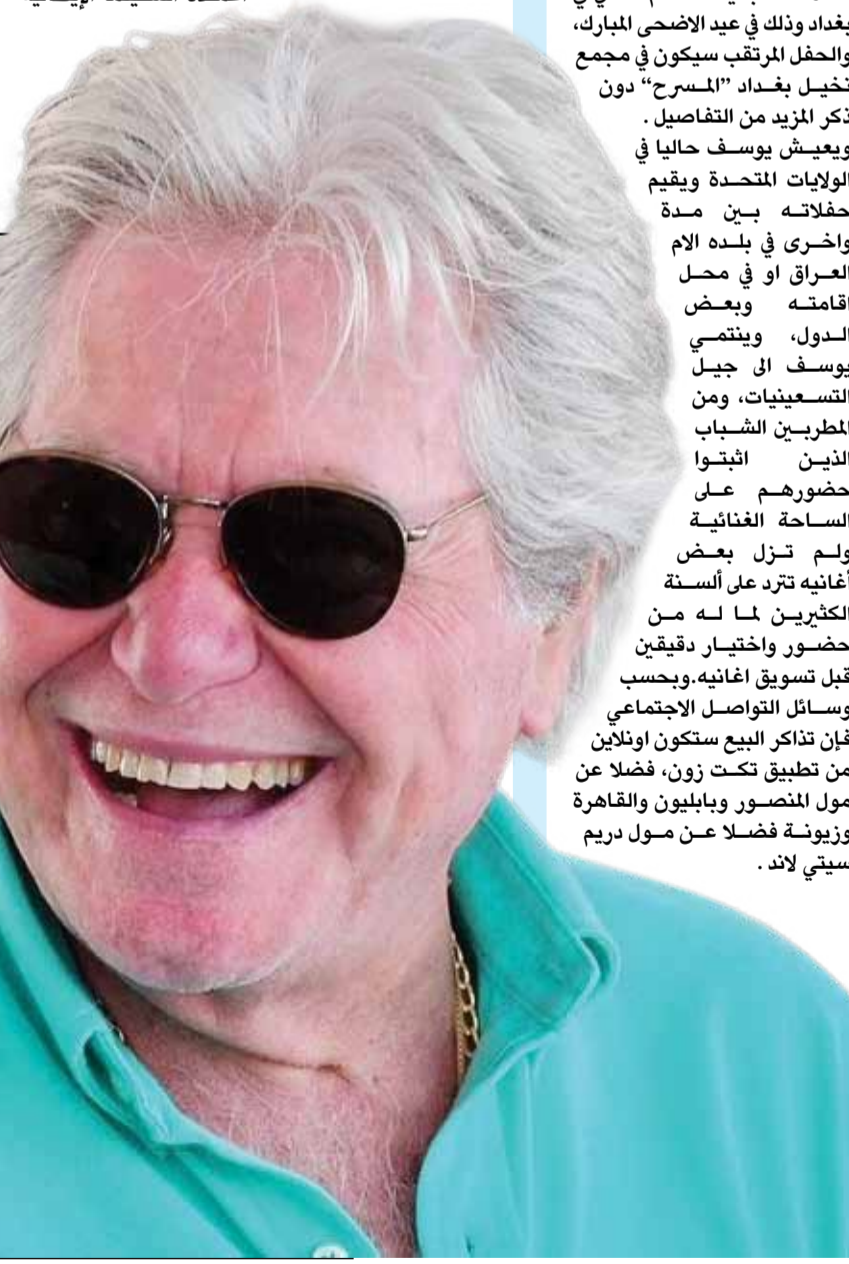 بغداد وذلك في عيد الاضحى المبارك،
والحفل المرتقب سيكون في مجمع
نخيل بغداد ”المسرح“ دون
ذكر المزيد من التفاصيل .
ويعيش يوسف حاليا في
الولايات المتحدة ويقيم
حفلاته بين مدة
واخرى في بلده الام
العراق او في محل
اقامته وبعض
الدول، وينتمي
يوسف الى جيل
التسعينيات، ومن
المطربين الشباب
الذين اثبتوا
حضورهم على
الساحة الغنائية
ولم تزل بعض
أغانيه تترد على ألسنة
الكثيرين لما له من
حضور واختيار دقيقين
قبل تسويق اغانيه.وبحسب
وسائل التواصل الاجتماعي
فإن تذاكر البيع ستكون اونلاين
من تطبيق تكت زون، فضلا عن
مول المنصور وبابليون والقاهرة
وزيونة فضلا عن مول دريم
سيتي لاند .